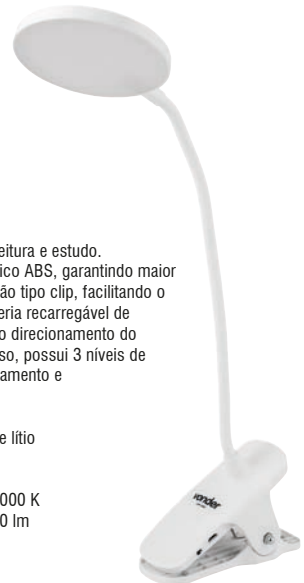 eitura e estudo.
ico ABS, garantindo maior
ão tipo clip, facilitando o
eria recarregável de
o direcionamento do
so, possui 3 níveis de
amento e
e lítio
000 K
0 lm
vonder